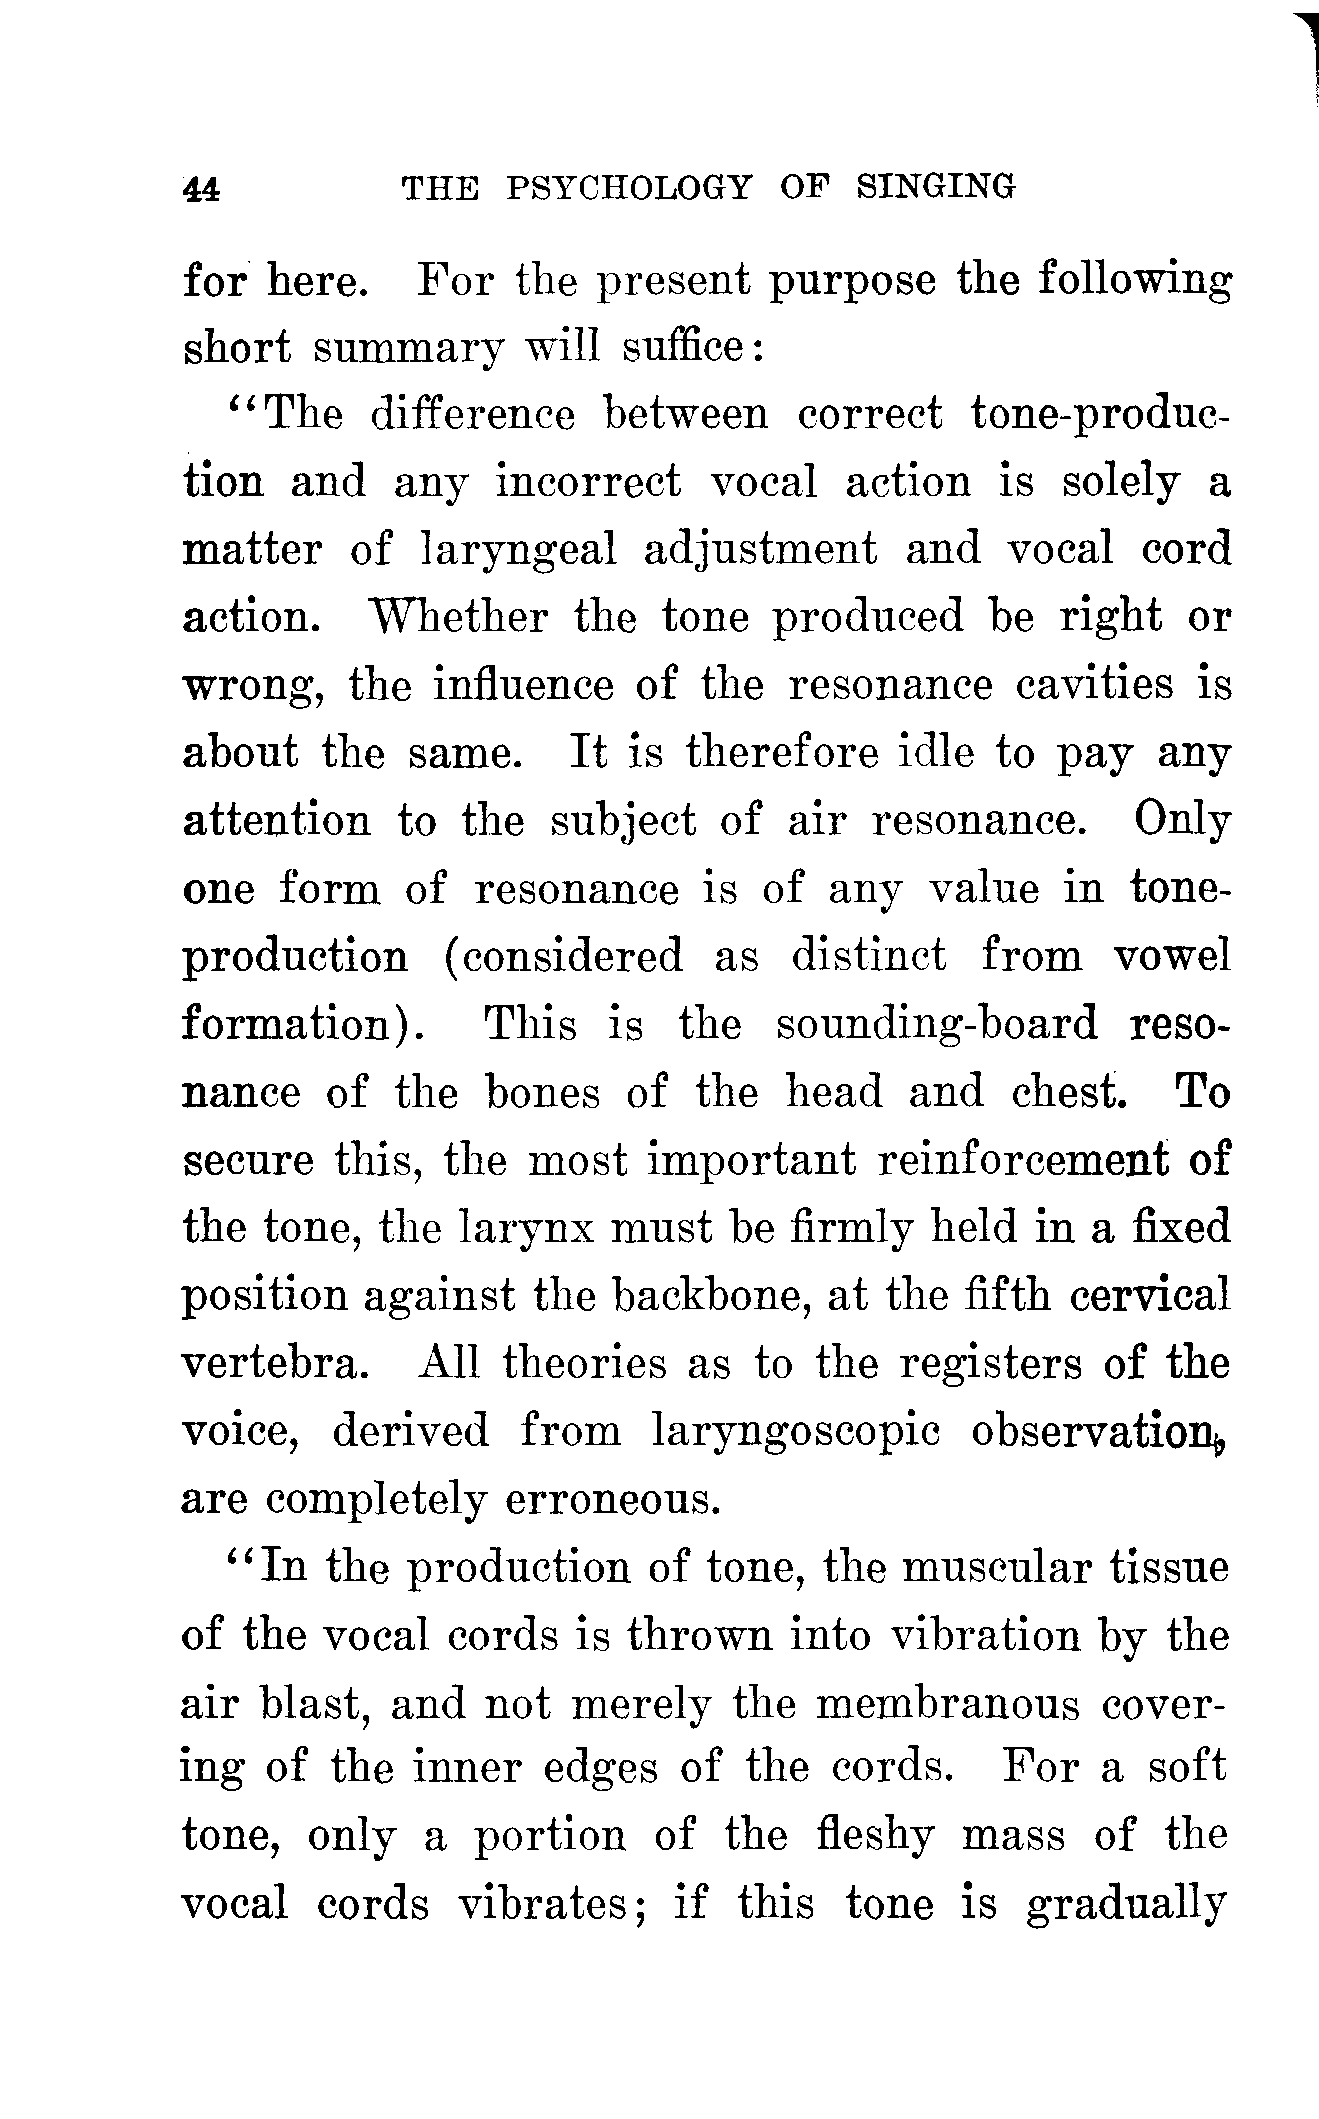 44 THE PSYCHOLOGY OF SINGING
for here. For the present purpose the following
short summary will suffice:
"The difference between correct tone-produc-
tion and any incorrect vocal action is solely a
matter of laryngeal adjustment and vocal cord
action. Whether the tone produced be right or
wrong, the influence of the resonance cavities is
about the same. It is therefore idle to pay any
attention to the subject of air resonance. Only
one form of resonance is of any value in tone-
production (considered as distinct from vowel
formation). This is the sounding-board reso-
nance of the bones of the head and chest. To
secure this, the most important reinforcement of
the tone, the larynx must be firmly held in a fixed
position against the backbone, at the fifth cervical
vertebra. All theories as to the registers of the
voice, derived from laryngoscopic observation,
are completely erroneous.
"In the production of tone, the muscular tissue
of the vocal cords is thrown into vibration by the
air blast, and not merely the membranous cover-
ing of the inner edges of the cords. For a soft
tone, only a portion of the fleshy mass of the
vocal cords vibrates; if this tone is gradually